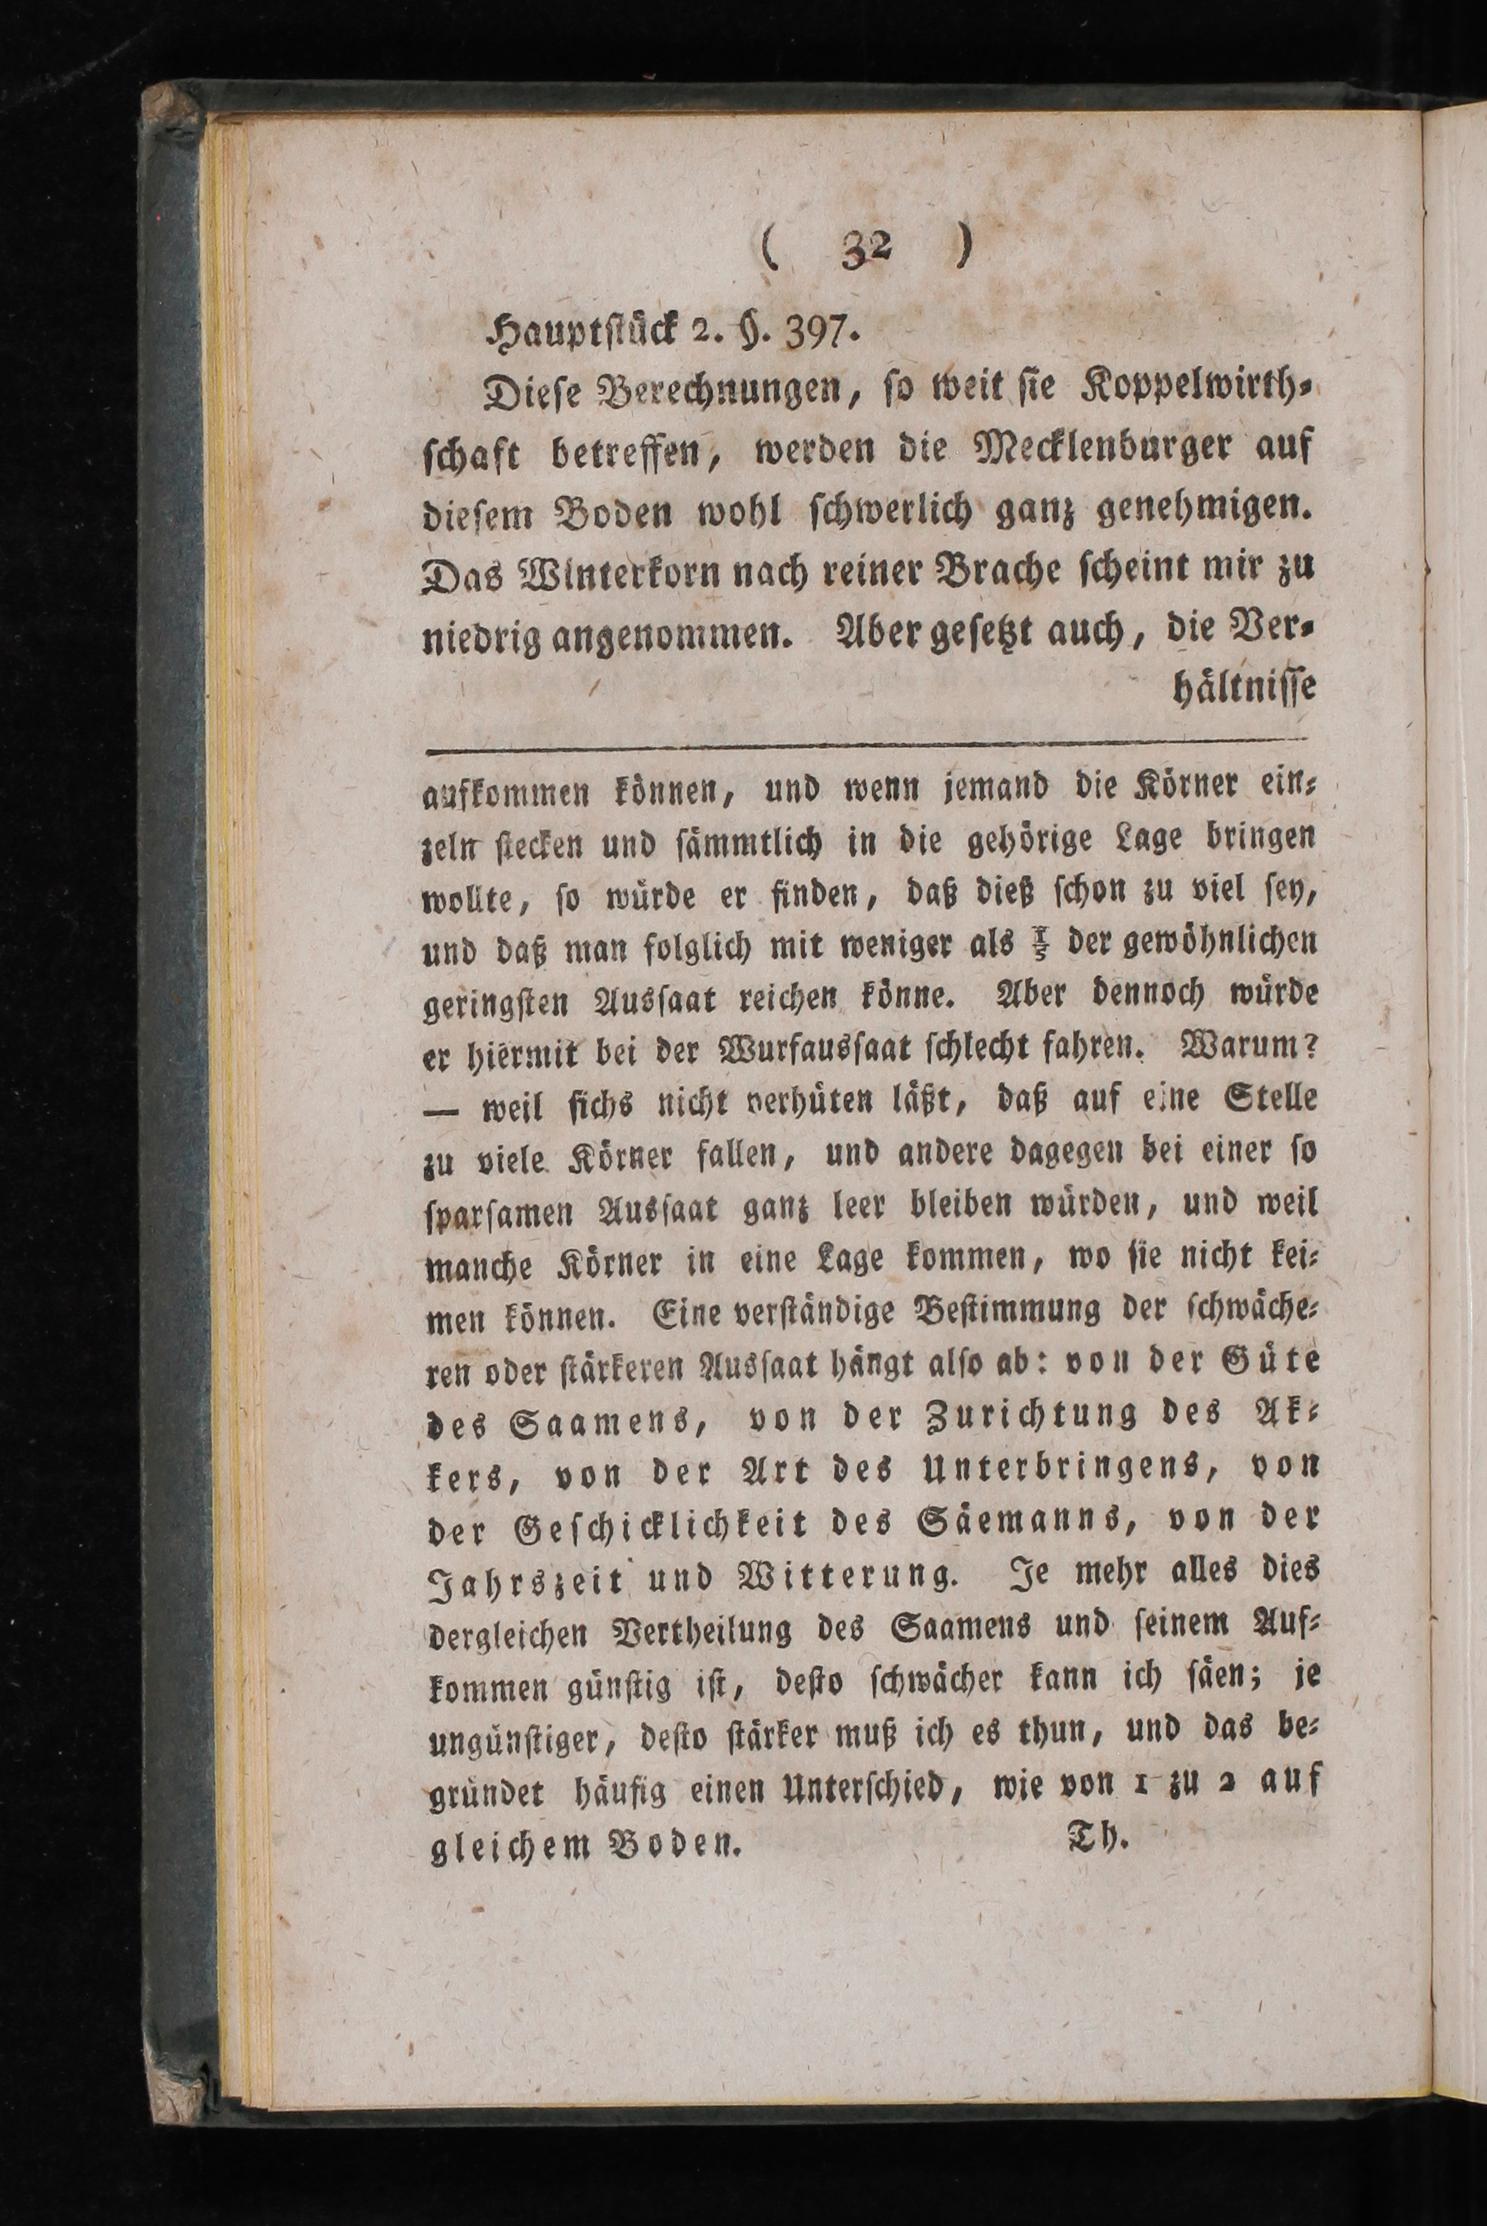 ( 32 )
Hauptſtück 2. §. 397.
Dieſe Berechnungen, ſo weit ſie Koppelwirth⸗
ſchaft betreffen, werden die Mecklenburger auf
dieſem Boden wohl ſchwerlich ganz genehmigen.
Das Winterkorn nach reiner Brache ſcheint mir zu
niedrig angenommen. Aber geſetzt auch, die Ver⸗
hältniſſe
aufkommen können, und wenn jemand die Körner ein⸗
zeln ſtecken und ſämmtlich in die gehörige Lage bringen
wollte, ſo würde er finden, daß dieß ſchon zu viel ſey,
und daß man folglich mit weniger als ⅕ der gewöhnlichen
geringſten Ausſaat reichen könne. Aber dennoch würde
er hiermit bei der Wurfausſaat ſchlecht fahren. Warum?
— weil ſichs nicht verhüten läßt, daß auf eine Stelle
zu viele Körner fallen, und andere dagegen bei einer ſo
ſparſamen Ausſaat ganz leer bleiben würden, und weil
manche Körner in eine Lage kommen, wo ſie nicht kei⸗
men können. Eine verſtändige Beſtimmung der ſchwäche⸗
ren oder ſtärkeren Ausſaat hängt alſo ab: von der Güte
des Saamens, von der Zurichtung des Ak⸗
kers, von der Art des Unterbringens, von
der Geſchicklichkeit des Säemanns, von der
Jahrszeit und Witterung. Je mehr alles dies
dergleichen Vertheilung des Saamens und ſeinem Auf⸗
kommen günſtig iſt, deſto ſchwächer kann ich ſäen; je
ungünſtiger, deſto ſtärker muß ich es thun, und das be⸗
gründet häufig einen Unterſchied, wie von 1 zu 2 auf
gleichem Boden. Th.